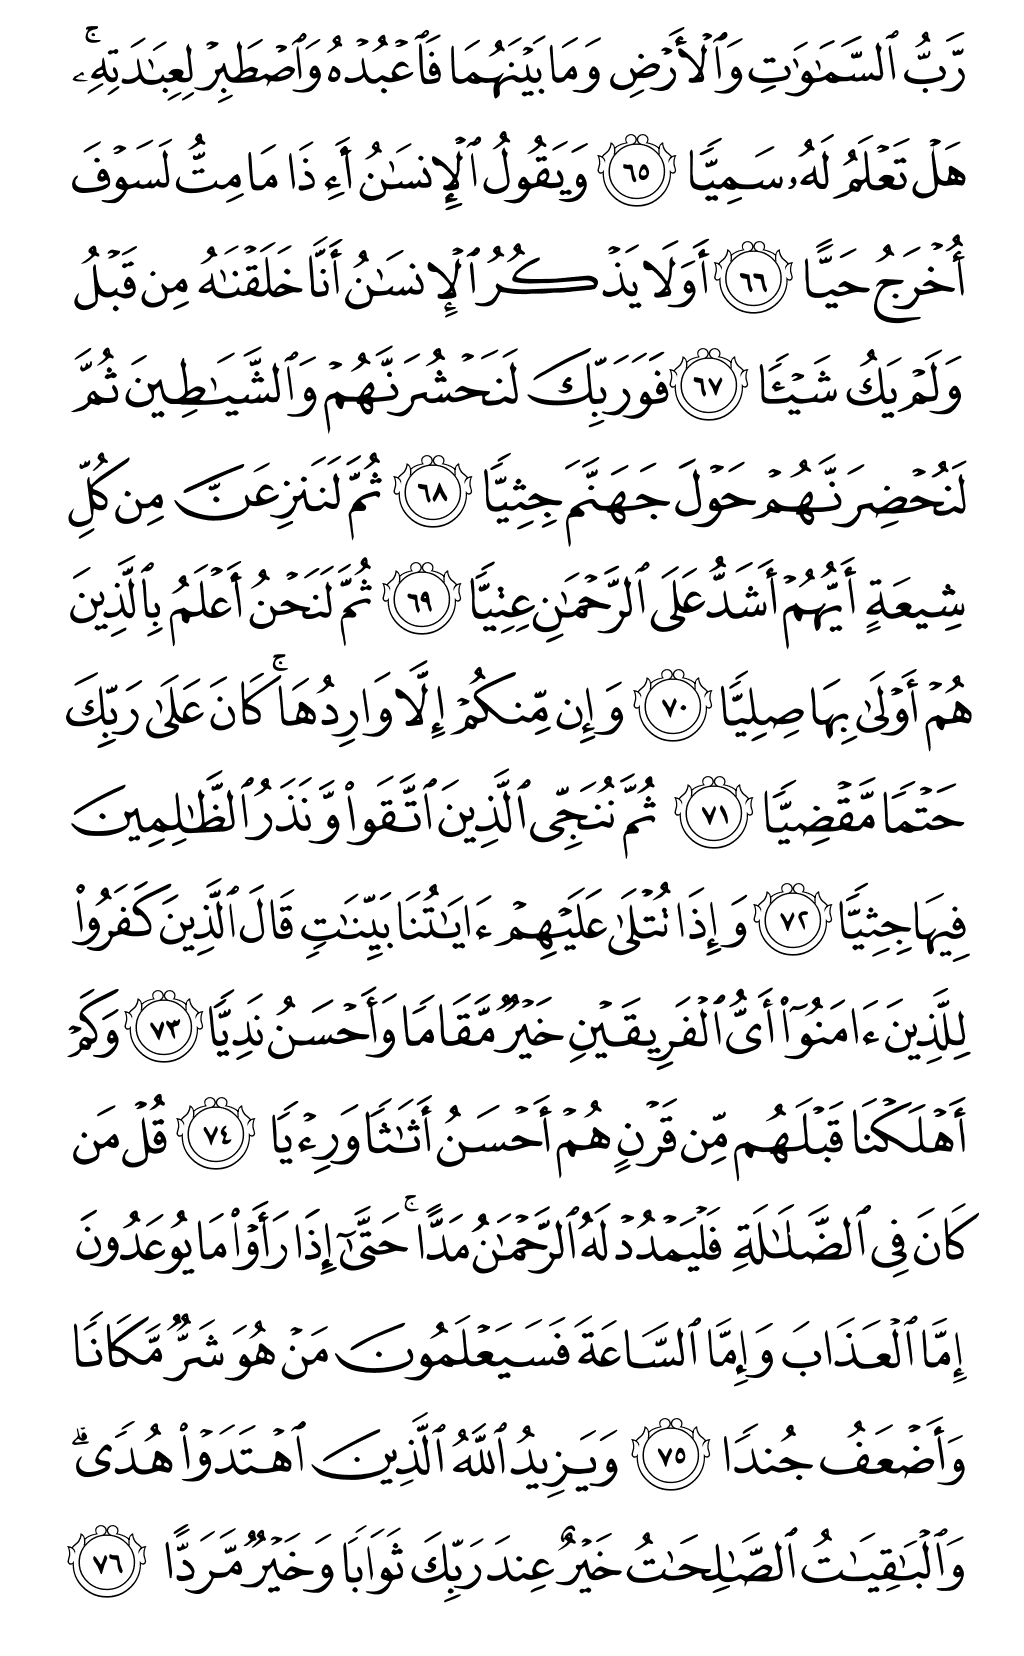 رَّبُّ ٱلسَّمَٰوَٰتِ وَٱلْأَرْضِ وَمَا بَيْنَهُمَا فَٱعْبُدْهُ وَٱصْطَبِرْ لِعِبَٰدَتِهِۦۚ
هَلْ تَعْلَمُ لَهُۥ سَمِيًّا ٦٥ وَيَقُولُ ٱلْإِنسَٰنُ أَءِذَا مَا مِتُّ لَسَوْفَ
أُخْرَجُ حَيًّا ٦٦ أَوَلَا يَذْكُرُ ٱلْإِنسَٰنُ أَنَّا خَلَقْنَٰهُ مِن قَبْلُ
وَلَمْ يَكُ شَيْـًٔا ٦٧ فَوَرَبِّكَ لَنَحْشُرَنَّهُمْ وَٱلشَّيَٰطِينَ ثُمَّ
لَنُحْضِرَنَّهُمْ حَوْلَ جَهَنَّمَ جِثِيًّا ٦٨ ثُمَّ لَنَنزِعَنَّ مِن كُلِّ
شِيعَةٍ أَيُّهُمْ أَشَدُّ عَلَى ٱلرَّحْمَٰنِ عِتِيًّا ٦٩ ثُمَّ لَنَحْنُ أَعْلَمُ بِٱلَّذِينَ
هُمْ أَوْلَىٰ بِهَا صِلِيًّا ٧٠ وَإِن مِّنكُمْ إِلَّا وَارِدُهَاۚ كَانَ عَلَىٰ رَبِّكَ
حَتْمًا مَّقْضِيًّا ٧١ ثُمَّ نُنَجِّى ٱلَّذِينَ ٱتَّقَوا۟ وَّنَذَرُ ٱلظَّٰلِمِينَ
فِيهَا جِثِيًّا ٧٢ وَإِذَا تُتْلَىٰ عَلَيْهِمْ ءَايَٰتُنَا بَيِّنَٰتٍ قَالَ ٱلَّذِينَ كَفَرُوا۟
لِلَّذِينَ ءَامَنُوٓا۟ أَىُّ ٱلْفَرِيقَيْنِ خَيْرٌ مَّقَامًا وَأَحْسَنُ نَدِيًّا ٧٣ وَكَمْ
أَهْلَكْنَا قَبْلَهُم مِّن قَرْنٍ هُمْ أَحْسَنُ أَثَٰثًا وَرِءْيًا ٧٤ قُلْ مَن
كَانَ فِى ٱلضَّلَٰلَةِ فَلْيَمْدُدْ لَهُ ٱلرَّحْمَٰنُ مَدًّاۚ حَتَّىٰٓ إِذَا رَأَوْا۟ مَا يُوعَدُونَ
إِمَّا ٱلْعَذَابَ وَإِمَّا ٱلسَّاعَةَ فَسَيَعْلَمُونَ مَنْ هُوَ شَرٌّ مَّكَانًا
وَأَضْعَفُ جُندًا ٧٥ وَيَزِيدُ ٱللَّهُ ٱلَّذِينَ ٱهْتَدَوْا۟ هُدًىۗ
وَٱلْبَٰقِيَٰتُ ٱلصَّٰلِحَٰتُ خَيْرٌ عِندَ رَبِّكَ ثَوَابًا وَخَيْرٌ مَّرَدًّا ٧٦